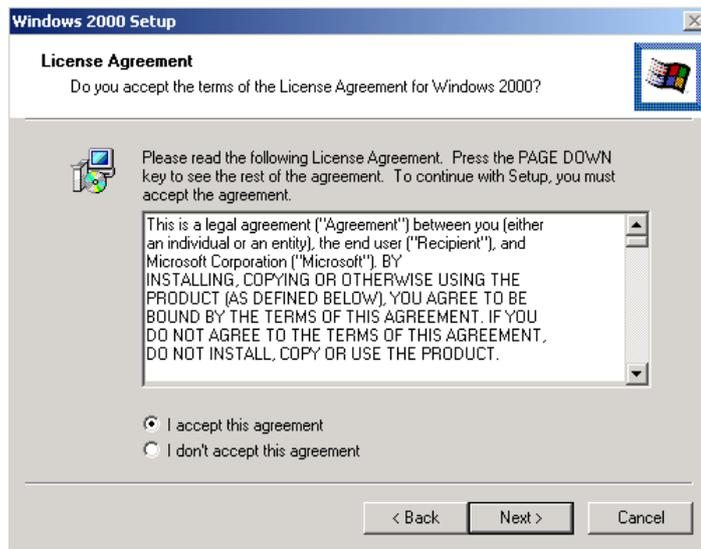 Windows 2000 Setup
License Agreement
Do you accept the terms of the License Agreement for Windows 2000?
Please read the following License Agreement. Press the PAGE DOWN
key to see the rest of the agreement. To continue with Setup, you must
accept the agreement.
This is a legal agreement ("Agreement") between you (either
an individual or an entity), the end user ("Recipient"), and
Microsoft Corporation ("Microsoft"). BY
INSTALLING, COPYING OR OTHERWISE USING THE
PRODUCT (AS DEFINED BELOW), YOU AGREE TO BE
BOUND BY THE TERMS OF THIS AGREEMENT. IF YOU
DO NOT AGREE TO THE TERMS OF THIS AGREEMENT,
DO NOT INSTALL, COPY OR USE THE PRODUCT.
I accept this agreement
I don't accept this agreement
< Back Next > Cancel